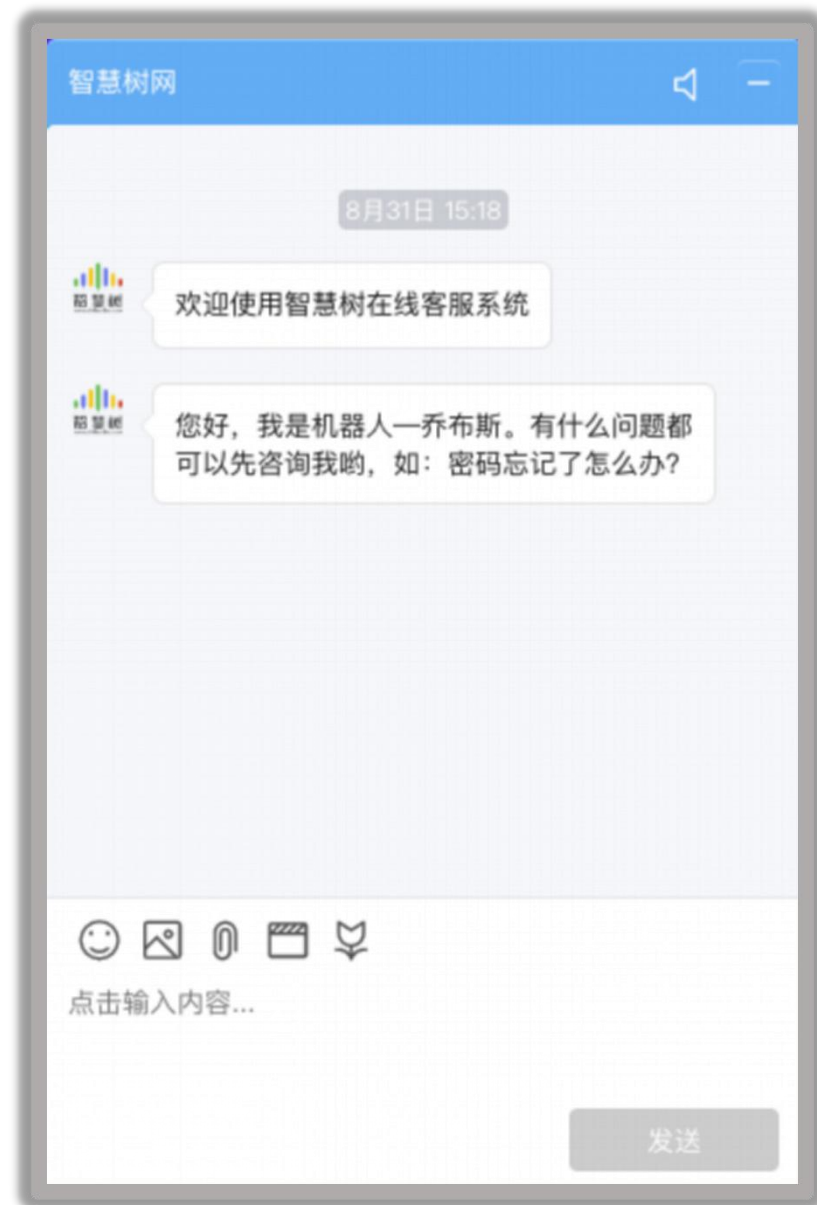 智慧树网
8月31日 15:18
欢迎使用智慧树在线客服系统
您好，我是机器人—乔布斯。有什么问题都
可以先咨询我哟，如：密码忘记了怎么办?
点击输入内容...
发送